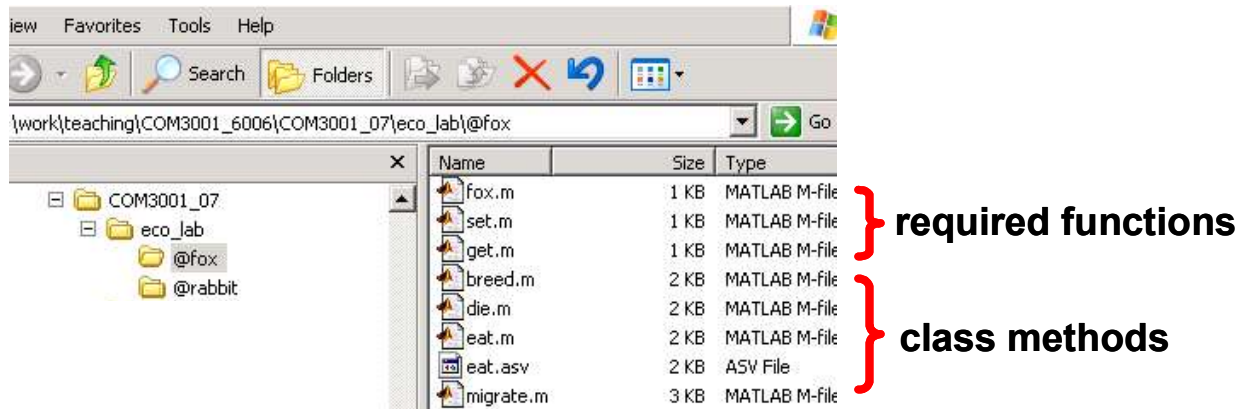 iew Favorites Tools Help
Search Folders
\work\teaching\COM3001_6006\COM3001_07\eco_lab\@fox Go
Name Size Type
COM3001_07
eco_lab
@fox
@rabbit
fox.m 1 KB MATLAB M-file
set.m 1 KB MATLAB M-file
get.m 1 KB MATLAB M-file
required functions
breed.m 2 KB MATLAB M-file
die.m 2 KB MATLAB M-file
eat.m 2 KB MATLAB M-file
eat.asv 2 KB ASV File
migrate.m 3 KB MATLAB M-file
class methods